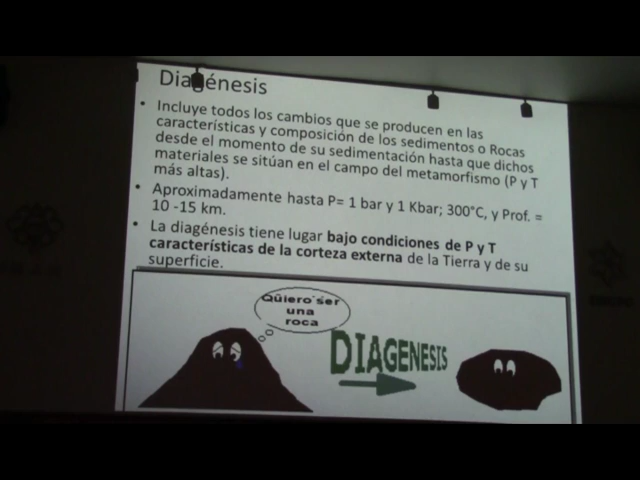 Diagénesis
• Incluye todos los cambios que se producen en las
características y composición de los sedimentos o Rocas
desde el momento de su sedimentación hasta que dichos
materiales se sitúan en el campo del metamorfismo (P y T
más altas).
• Aproximadamente hasta P= 1 bar y 1 Kbar; 300°C, y Prof. =
10 -15 km.
• La diagénesis tiene lugar bajo condiciones de P y T
características de la corteza externa de la Tierra y de su
superficie.
Quiero ser
una
roca
DIAGENESIS